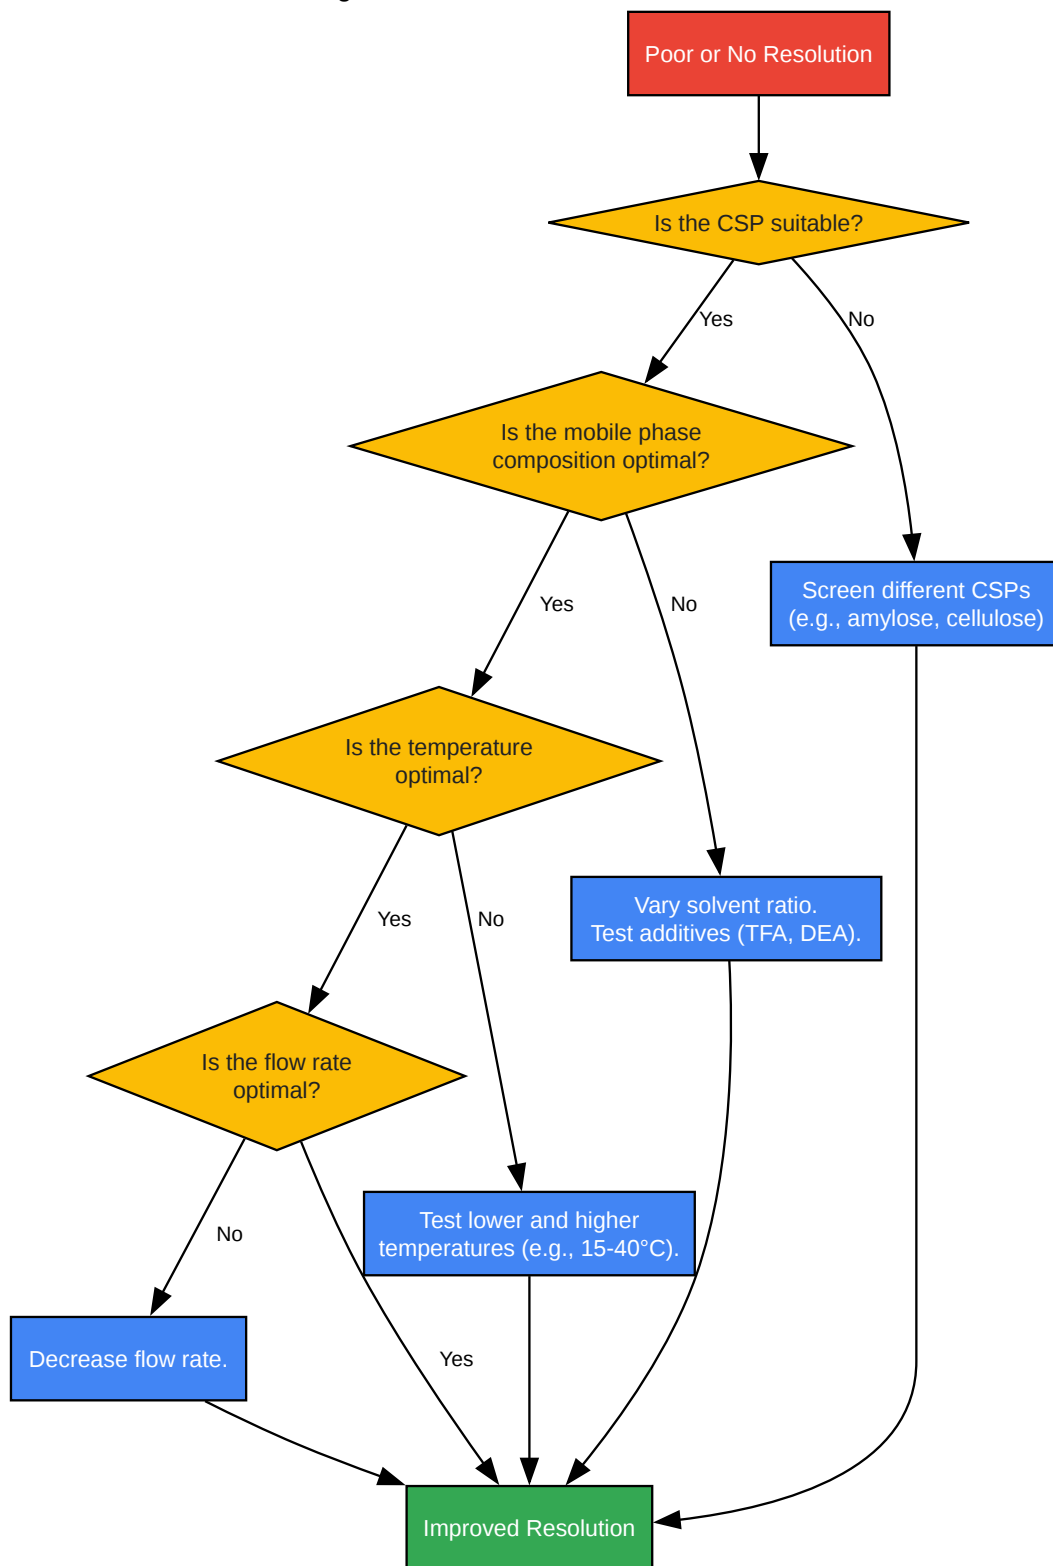 Poor or No Resolution
Is the CSP suitable?
Yes
No
Is the mobile phase
composition optimal?
Screen different CSPs
(e.g., amylose, cellulose)
Yes
No
Is the temperature
optimal?
Vary solvent ratio.
Test additives (TFA, DEA).
Yes
No
Is the flow rate
optimal?
Test lower and higher
temperatures (e.g., 15-40°C).
No
Yes
Decrease flow rate.
Improved Resolution